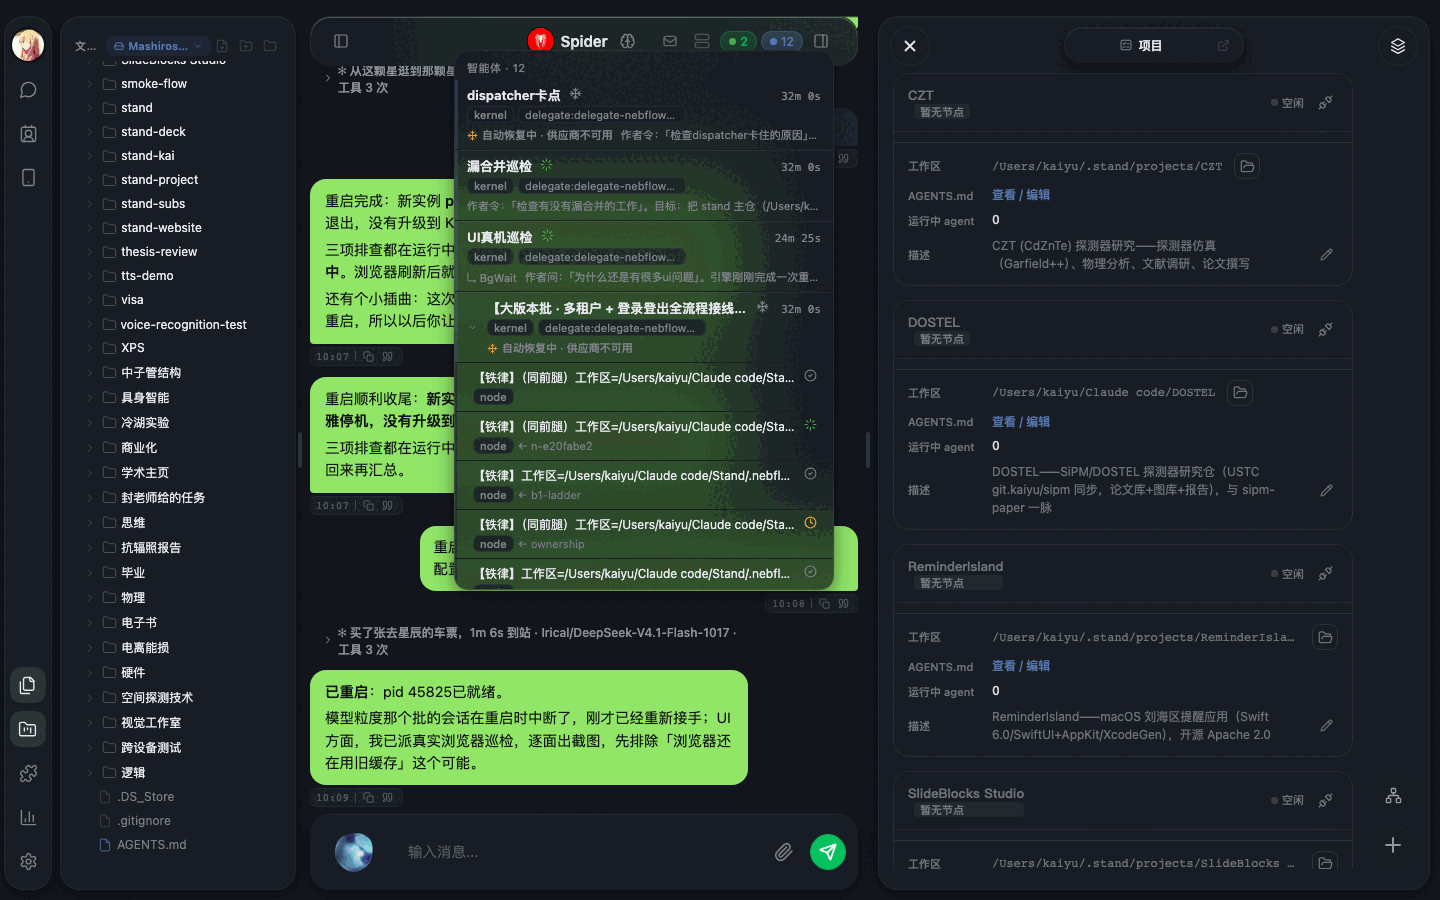 文...
Mashiros...
SlideBlocks Studio
smoke-flow
stand
stand-deck
stand-kai
stand-project
stand-subs
stand-website
thesis-review
tts-demo
visa
voice-recognition-test
XPS
中子管结构
具身智能
冷湖实验
商业化
学术主页
封老师给的任务
思维
抗辐照报告
毕业
物理
电子书
电离能损
硬件
空间探测技术
视觉工作室
跨设备测试
逻辑
.DS_Store
.gitignore
AGENTS.md
Spider
2
12
从这颗星逛到那颗星
工具 3 次
重启完成：新实例 p
退出，没有升级到 K
三项排查都在运行中
中。浏览器刷新后就
还有个小插曲：这次
重启，所以以后你让
10:07
重启顺利收尾：新实
雅停机，没有升级到
三项排查都在运行中
回来再汇总。
10:07
重启
配置
10:08
买了张去星辰的车票，1m 6s 到站 · lrical/DeepSeek-V4.1-Flash-1017 ·
工具 3 次
已重启：pid 45825已就绪。
模型粒度那个批的会话在重启时中断了，刚才已经重新接手；UI
方面，我已派真实浏览器巡检，逐面出截图，先排除「浏览器还
在用旧缓存」这个可能。
10:09
输入消息...
智能体 · 12
dispatcher卡点
32m 0s
kernel
delegate:delegate-nebflow...
自动恢复中 · 供应商不可用 作者令：「检查dispatcher卡住的原因」...
漏合并巡检
32m 0s
kernel
delegate:delegate-nebflow...
作者令：「检查有没有漏合并的工作」。目标：把 stand 主仓（/Users/k...
UI真机巡检
24m 25s
kernel
delegate:delegate-nebflow...
BgWait 作者问：「为什么还是有很多ui问题」。引擎刚刚完成一次重...
【大版本批 · 多租户 + 登录登出全流程接线...
32m 0s
kernel
delegate:delegate-nebflow...
自动恢复中 · 供应商不可用
【铁律】（同前腿）工作区=/Users/kaiyu/Claude code/Sta...
node
【铁律】（同前腿）工作区=/Users/kaiyu/Claude code/Sta...
node ← n-e20fabe2
【铁律】工作区=/Users/kaiyu/Claude code/Stand/.nebfl...
node ← b1-ladder
【铁律】（同前腿）工作区=/Users/kaiyu/Claude code/Sta...
node ← ownership
【铁律】工作区=/Users/kaiyu/Claude code/Stand/.nebfl...
项目
CZT
暂无节点
空闲
工作区
/Users/kaiyu/.stand/projects/CZT
AGENTS.md
查看 / 编辑
运行中 agent
0
描述
CZT (CdZnTe) 探测器研究——探测器仿真
（Garfield++）、物理分析、文献调研、论文撰写
DOSTEL
暂无节点
空闲
工作区
/Users/kaiyu/Claude code/DOSTEL
AGENTS.md
查看 / 编辑
运行中 agent
0
描述
DOSTEL——SiPM/DOSTEL 探测器研究仓（USTC
git.kaiyu/sipm 同步，论文库+图库+报告)，与 sipm-
paper 一脉
ReminderIsland
暂无节点
空闲
工作区
/Users/kaiyu/.stand/projects/ReminderIsla…
AGENTS.md
查看 / 编辑
运行中 agent
0
描述
ReminderIsland——macOS 刘海区提醒应用（Swift
6.0/SwiftUI+AppKit/XcodeGen），开源 Apache 2.0
SlideBlocks Studio
暂无节点
空闲
工作区
/Users/kaiyu/.stand/projects/SlideBlocks …